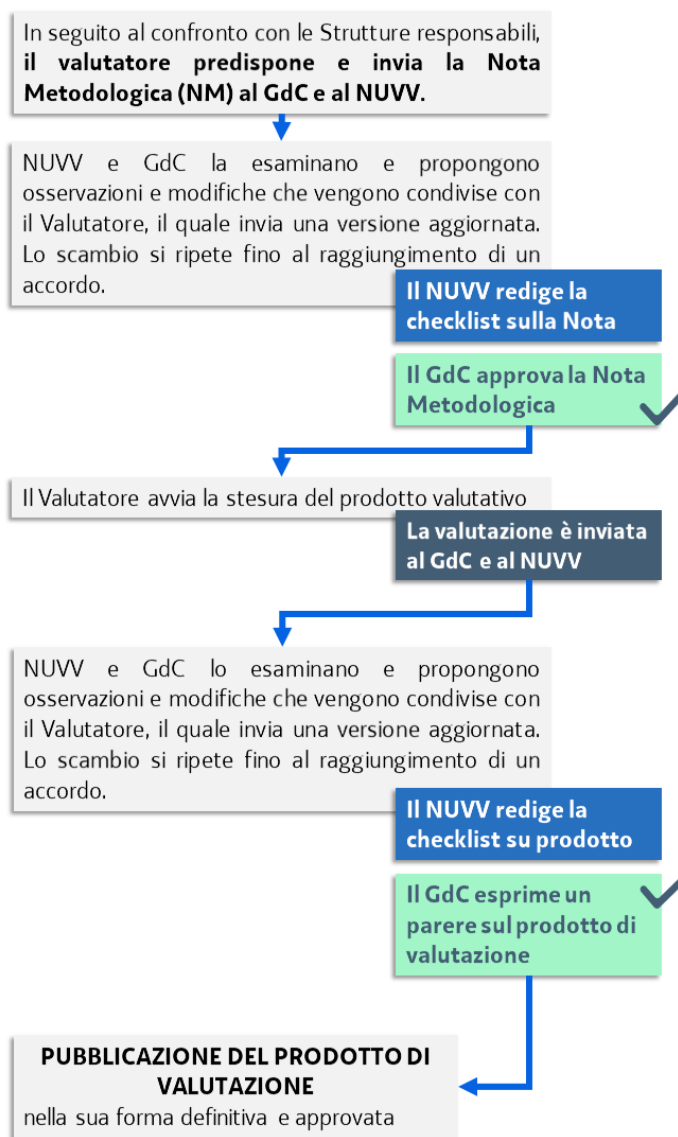 In seguito al confronto con le Strutture responsabili,
il valutatore predispone e invia la Nota
Metodologica (NM) al GdC e al NUVV.
NUVV e GdC la esaminano e propongono
osservazioni e modifiche che vengono condivise con
il Valutatore, il quale invia una versione aggiornata.
Lo scambio si ripete fino al raggiungimento di un
accordo.
Il NUVV redige la
checklist sulla Nota
Il GdC approva la Nota
Metodologica
Il Valutatore avvia la stesura del prodotto valutativo
La valutazione è inviata
al GdC e al NUVV
NUVV e GdC lo esaminano e propongono
osservazioni e modifiche che vengono condivise con
il Valutatore, il quale invia una versione aggiornata.
Lo scambio si ripete fino al raggiungimento di un
accordo.
Il NUVV redige la
checklist su prodotto
Il GdC esprime un
parere sul prodotto di
valutazione
PUBBLICAZIONE DEL PRODOTTO DI
VALUTAZIONE
nella sua forma definitiva e approvata